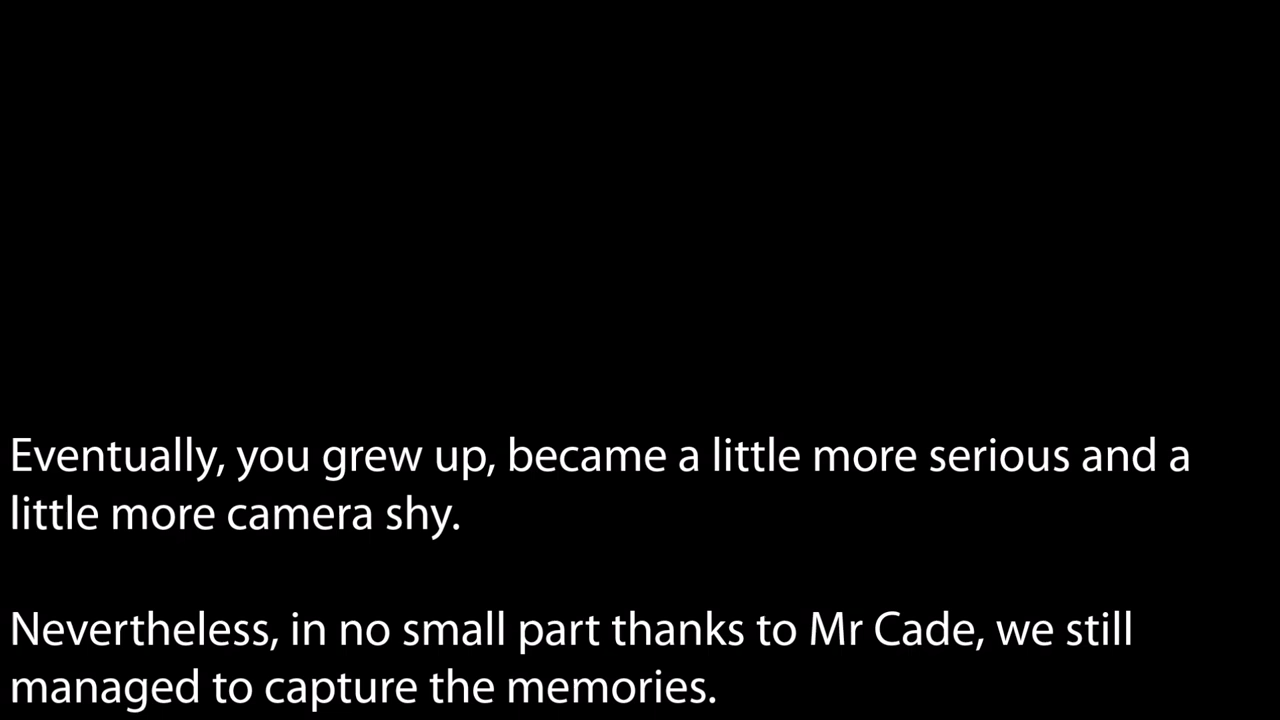 Eventually, you grew up, became a little more serious and a
little more camera shy.
Nevertheless, in no small part thanks to Mr Cade, we still
managed to capture the memories.